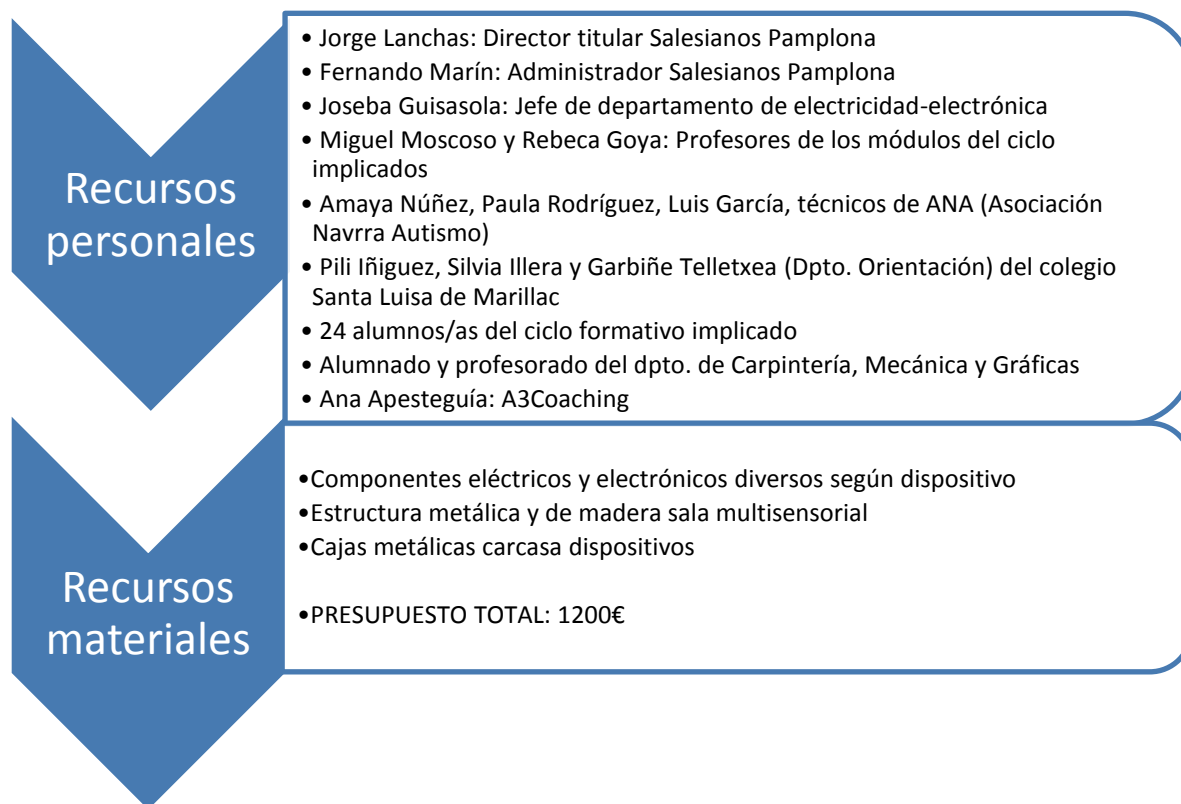 Recursos
personales
• Jorge Lanchas: Director titular Salesianos Pamplona
• Fernando Marín: Administrador Salesianos Pamplona
• Joseba Guisasola: Jefe de departamento de electricidad-electrónica
• Miguel Moscoso y Rebeca Goya: Profesores de los módulos del ciclo
implicados
• Amaya Núñez, Paula Rodríguez, Luis García, técnicos de ANA (Asociación
Navrra Autismo)
• Pili Iñiguez, Silvia Illera y Garbiñe Telletxea (Dpto. Orientación) del colegio
Santa Luisa de Marillac
• 24 alumnos/as del ciclo formativo implicado
• Alumnado y profesorado del dpto. de Carpintería, Mecánica y Gráficas
• Ana Apesteguía: A3Coaching
Recursos
materiales
•Componentes eléctricos y electrónicos diversos según dispositivo
•Estructura metálica y de madera sala multisensorial
•Cajas metálicas carcasa dispositivos
•PRESUPUESTO TOTAL: 1200€